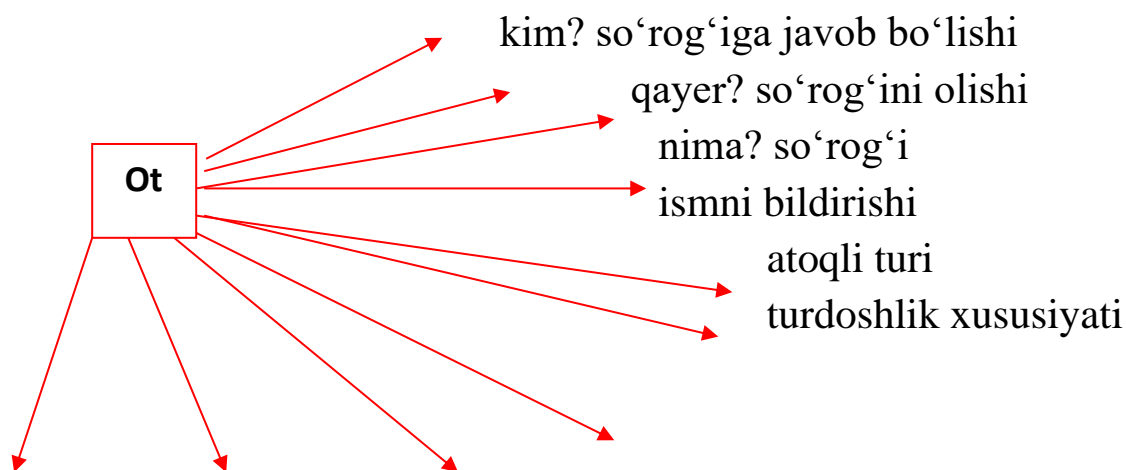 kim? so‘rog‘iga javob bo‘lishi
qayer? so‘rog‘ini olishi
nima? so‘rog‘i
Ot
ismni bildirishi
atoqli turi
turdoshlik xususiyati